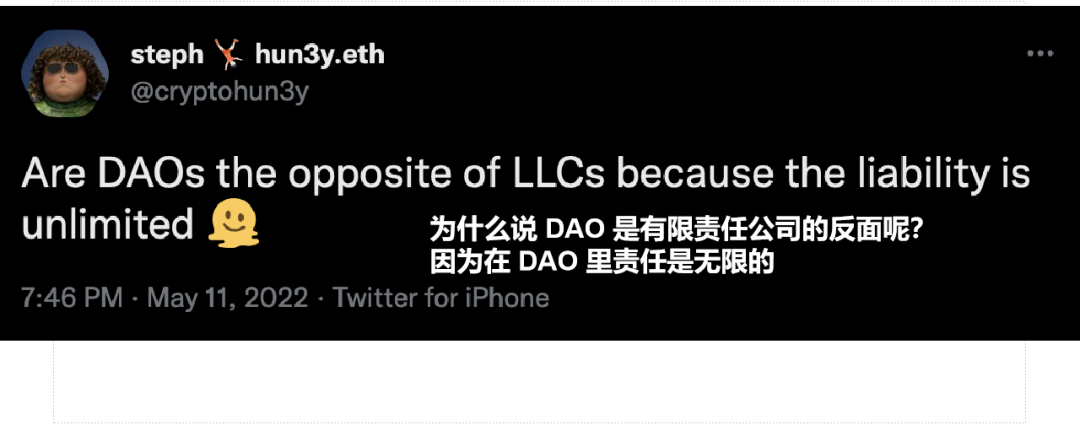 steph 🤸 hun3y.eth
@cryptohun3y
Are DAOs the opposite of LLCs because the liability is
unlimited 🫠
为什么说 DAO 是有限责任公司的反面呢?
因为在 DAO 里责任是无限的
7:46 PM · May 11, 2022 · Twitter for iPhone